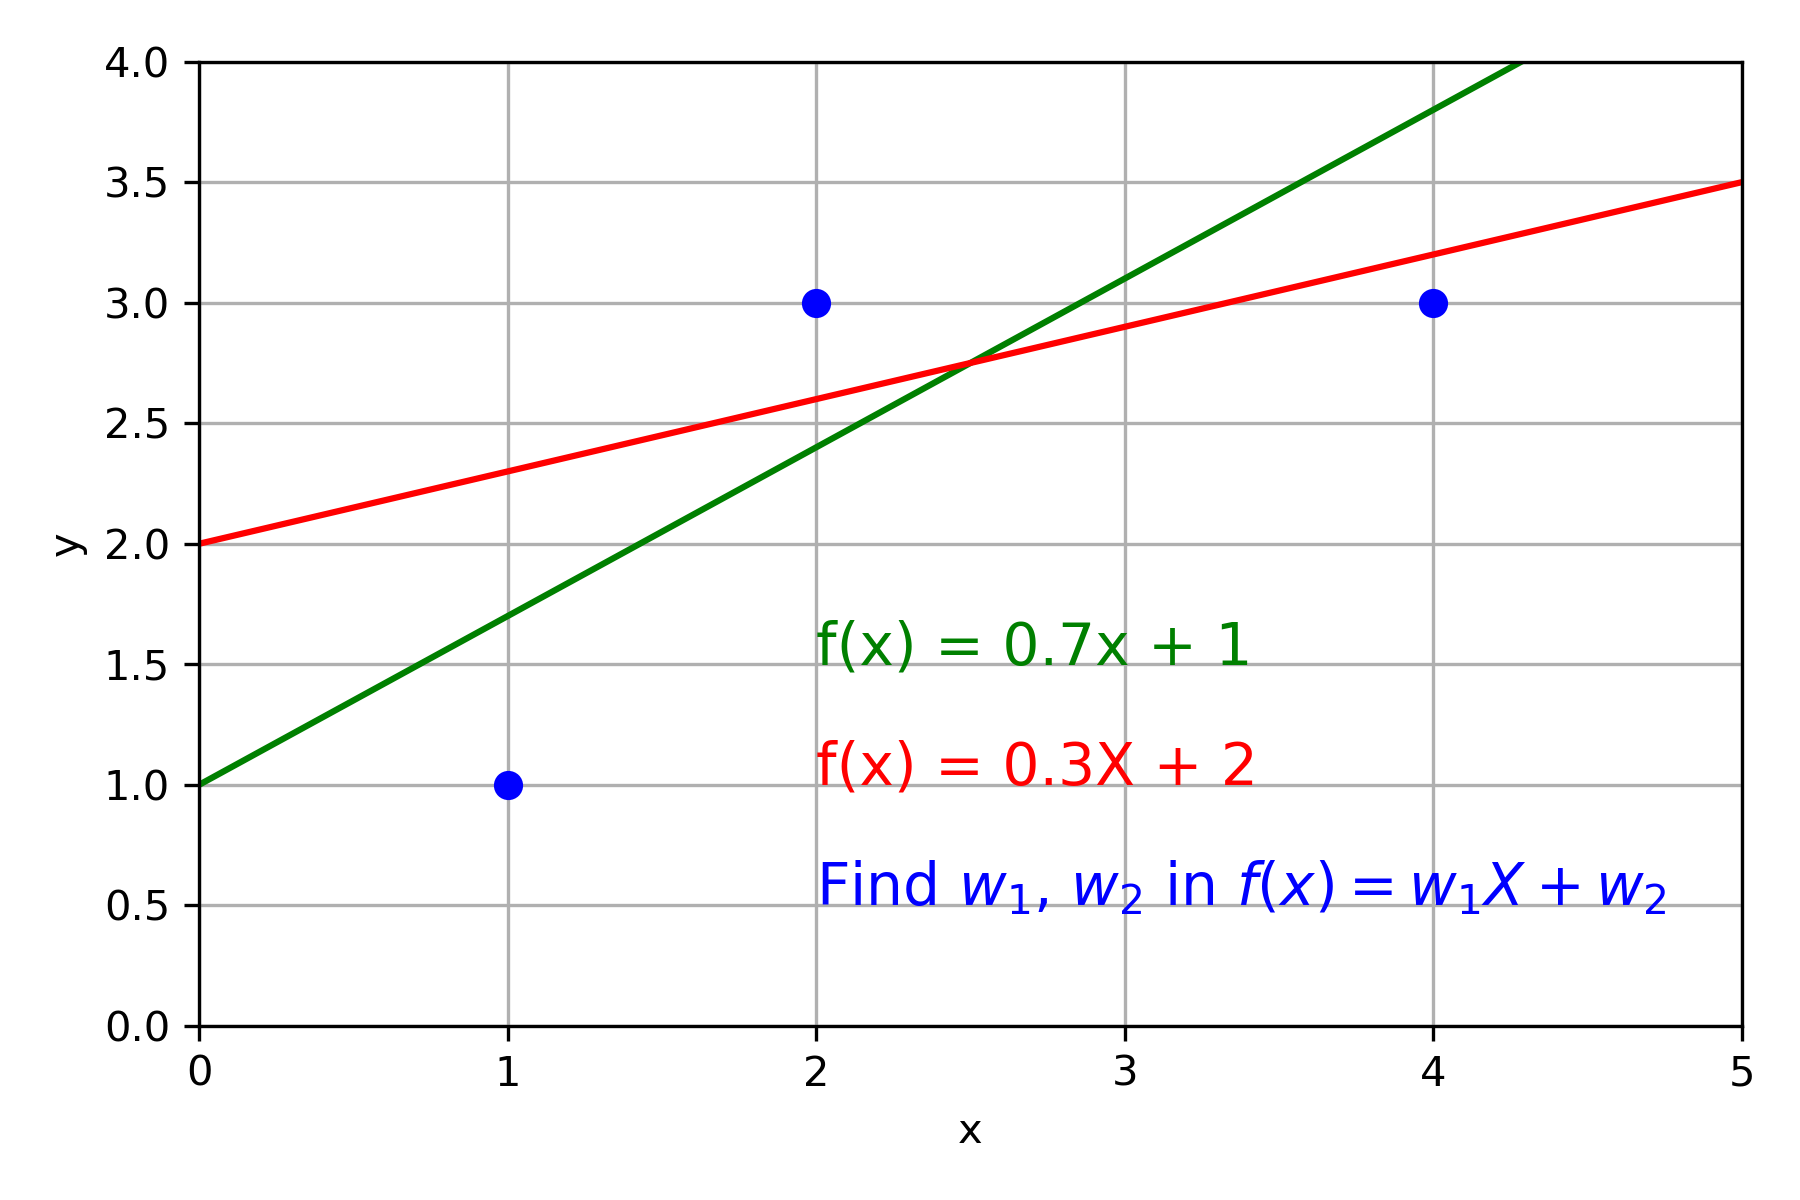 4.0
3.5
3.0
2.5
2.0
1.5
1.0
0.5
0.0
y
f(x) = 0.7x + 1
f(x) = 0.3X + 2
Find w₁, w₂ in f(x) = w₁X + w₂
0 1 2 3 4 5
x